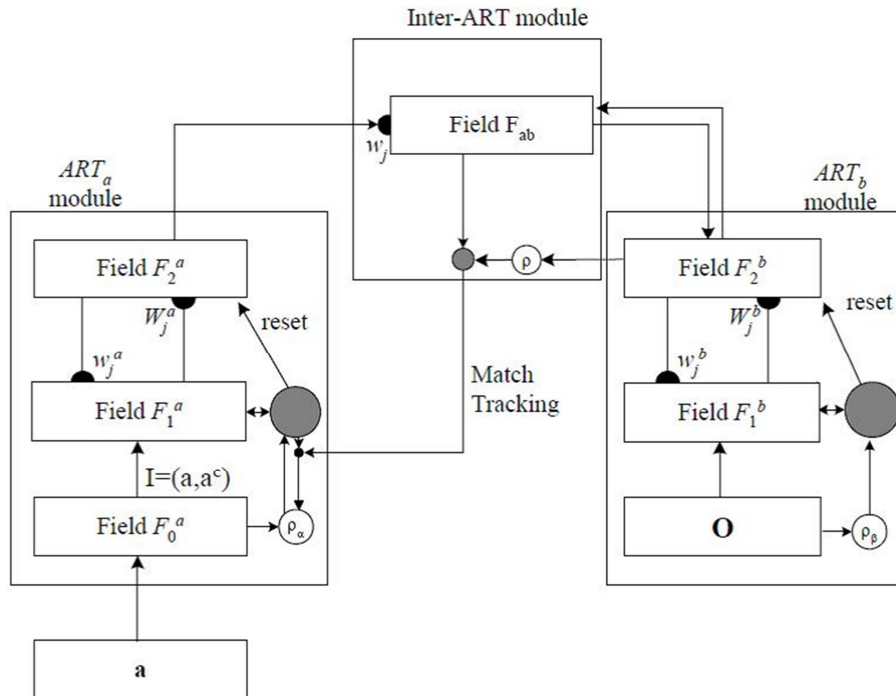 Inter-ART module
Field F_ab
w_j
ART_a
module
ART_b
module
Field F_2^a
ρ
Field F_2^b
W_j^a
reset
W_j^b
reset
w_j^a
w_j^b
Match
Tracking
Field F_1^a
Field F_1^b
I=(a,a^c)
Field F_0^a
ρ_α
O
ρ_β
a